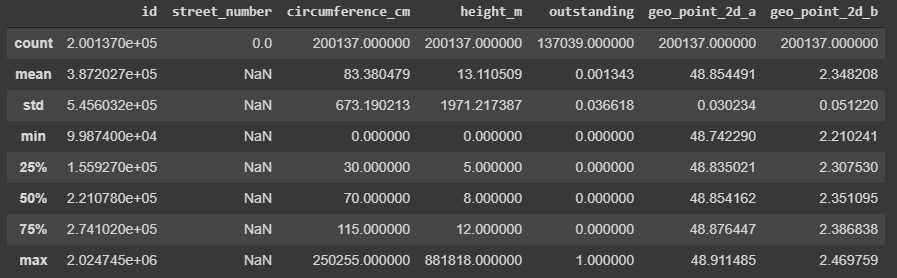 id street_number circumference_cm height_m outstanding geo_point_2d_a geo_point_2d_b
count 2.001370e+05 0.0 200137.000000 200137.000000 137039.000000 200137.000000 200137.000000
mean 3.872027e+05 NaN 83.380479 13.110509 0.001343 48.854491 2.348208
std 5.456032e+05 NaN 673.190213 1971.217387 0.036618 0.030234 0.051220
min 9.987400e+04 NaN 0.000000 0.000000 0.000000 48.742290 2.210241
25% 1.559270e+05 NaN 30.000000 5.000000 0.000000 48.835021 2.307530
50% 2.210780e+05 NaN 70.000000 8.000000 0.000000 48.854162 2.351095
75% 2.741020e+05 NaN 115.000000 12.000000 0.000000 48.876447 2.386838
max 2.024745e+06 NaN 250255.000000 881818.000000 1.000000 48.911485 2.469759